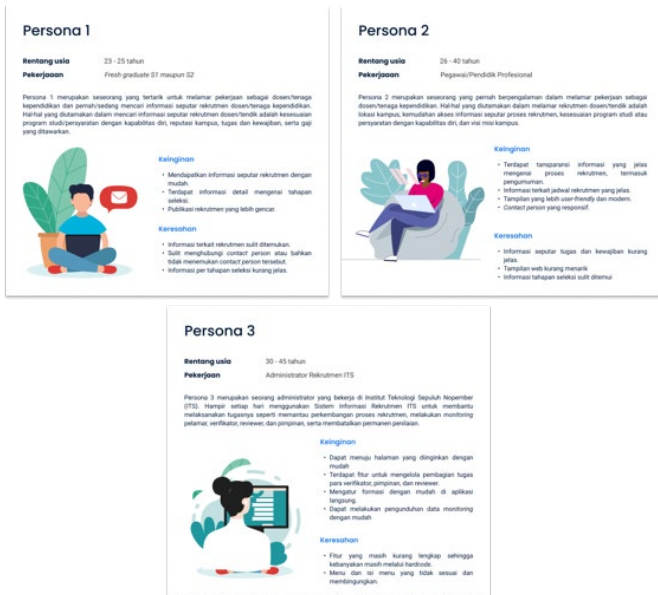 Persona 1
Rentang usia 23 - 25 tahun
Pekerjaaan Fresh graduate S1 maupun S2
Persona 1 merupakan seseorang yang tertarik untuk melamar pekerjaan sebagai dosen/tenaga
kependidikan dan pernah/sedang mencari informasi seputar rekrutmen dosen/tenaga kependidikan.
Hal-hal yang diutamakan dalam mencari informasi seputar rekrutmen dosen/tendik adalah kesesuaian
program studi/persyaratan dengan kapabilitas diri, reputasi kampus, tugas dan kewajiban, serta gaji
yang ditawarkan.
Keinginan
• Mendapatkan informasi seputar rekrutmen dengan
mudah.
• Terdapat informasi detail mengenai tahapan
seleksi.
• Publikasi rekrutmen yang lebih gencar.
Keresahan
• Informasi terkait rekrutmen sulit ditemukan.
• Sulit menghubungi contact person atau bahkan
tidak menemukan contact person tersebut.
• Informasi per tahapan seleksi kurang jelas.
Persona 2
Rentang usia 26 - 40 tahun
Pekerjaaan Pegawai/Pendidik Profesional
Persona 2 merupakan seseorang yang pernah berpengalaman dalam melamar pekerjaan sebagai
dosen/tenaga kependidikan. Hal-hal yang diutamakan dalam melamar rekrutmen dosen/tendik adalah
lokasi kampus, kemudahan akses informasi seputar proses rekrutmen, kesesuaian program studi atau
persyaratan dengan kapabilitas diri, dan visi misi kampus.
Keinginan
• Terdapat tansparansi informasi yang jelas
mengenai proses rekrutmen, termasuk
pengumuman.
• Informasi terkait jadwal rekrutmen yang jelas.
• Tampilan yang lebih user-friendly dan modern.
• Contact person yang responsif.
Keresahan
• Informasi seputar tugas dan kewajiban kurang
jelas.
• Tampilan web kurang menarik
• Informasi tahapan seleksi sulit ditemui
Persona 3
Rentang usia 30 - 45 tahun
Pekerjaan Administrator Rekrutmen ITS
Persona 3 merupakan seorang administrator yang bekerja di Institut Teknologi Sepuluh Nopember
(ITS). Hampir setiap hari menggunakan Sistem Informasi Rekrutmen ITS untuk membantu
melaksanakan tugasnya seperti memantau perkembangan proses rekrutmen, melakukan monitoring
pelamar, verifikator, reviewer, dan pimpinan, serta membatalkan permanen penilaian.
Keinginan
• Dapat menuju halaman yang diinginkan dengan
mudah
• Terdapat fitur untuk mengelola pembagian tugas
para verifikator, pimpinan, dan reviewer.
• Mengatur formasi dengan mudah di aplikasi
langsung.
• Dapat melakukan pengunduhan data monitoring
dengan mudah
Keresahan
• Fitur yang masih kurang lengkap sehingga
kebanyakan masih melalui hardcode.
• Menu dan isi menu yang tidak sesuai dan
membingungkan.